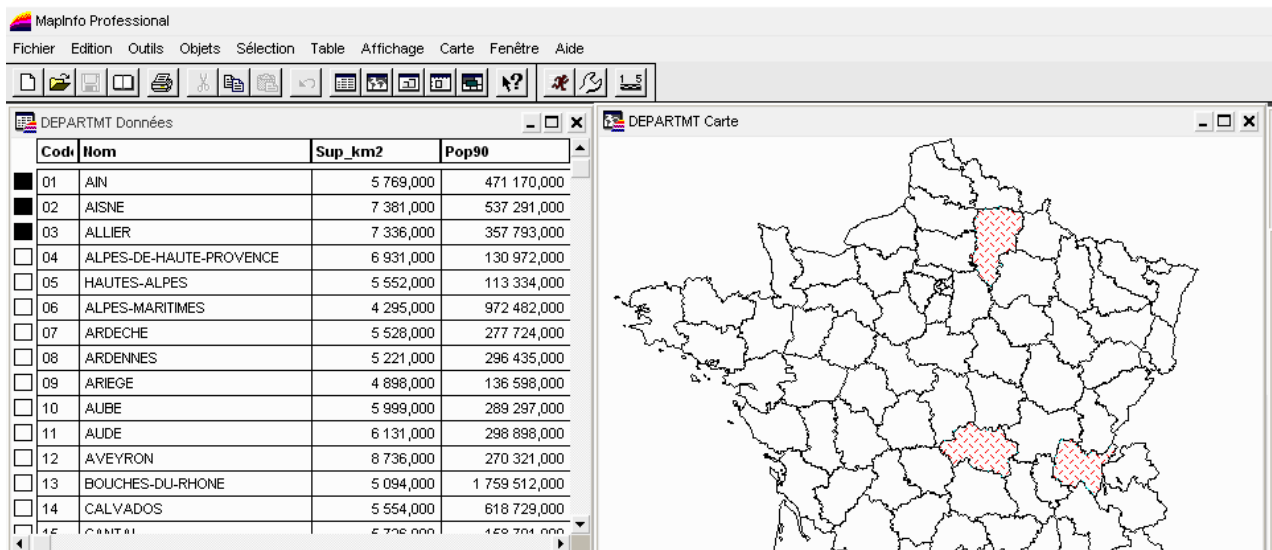 MapInfo Professional
Fichier Edition Outils Objets Sélection Table Affichage Carte Fenêtre Aide
DEPARTMT Données
DEPARTMT Carte
Code Nom Sup_km2 Pop90
01 AIN 5 769,000 471 170,000
02 AISNE 7 381,000 537 291,000
03 ALLIER 7 336,000 357 793,000
04 ALPES-DE-HAUTE-PROVENCE 6 931,000 130 972,000
05 HAUTES-ALPES 5 552,000 113 334,000
06 ALPES-MARITIMES 4 295,000 972 482,000
07 ARDECHE 5 528,000 277 724,000
08 ARDENNES 5 221,000 296 435,000
09 ARIEGE 4 898,000 136 598,000
10 AUBE 5 999,000 289 297,000
11 AUDE 6 131,000 298 898,000
12 AVEYRON 8 736,000 270 321,000
13 BOUCHES-DU-RHONE 5 094,000 1 759 512,000
14 CALVADOS 5 554,000 618 729,000